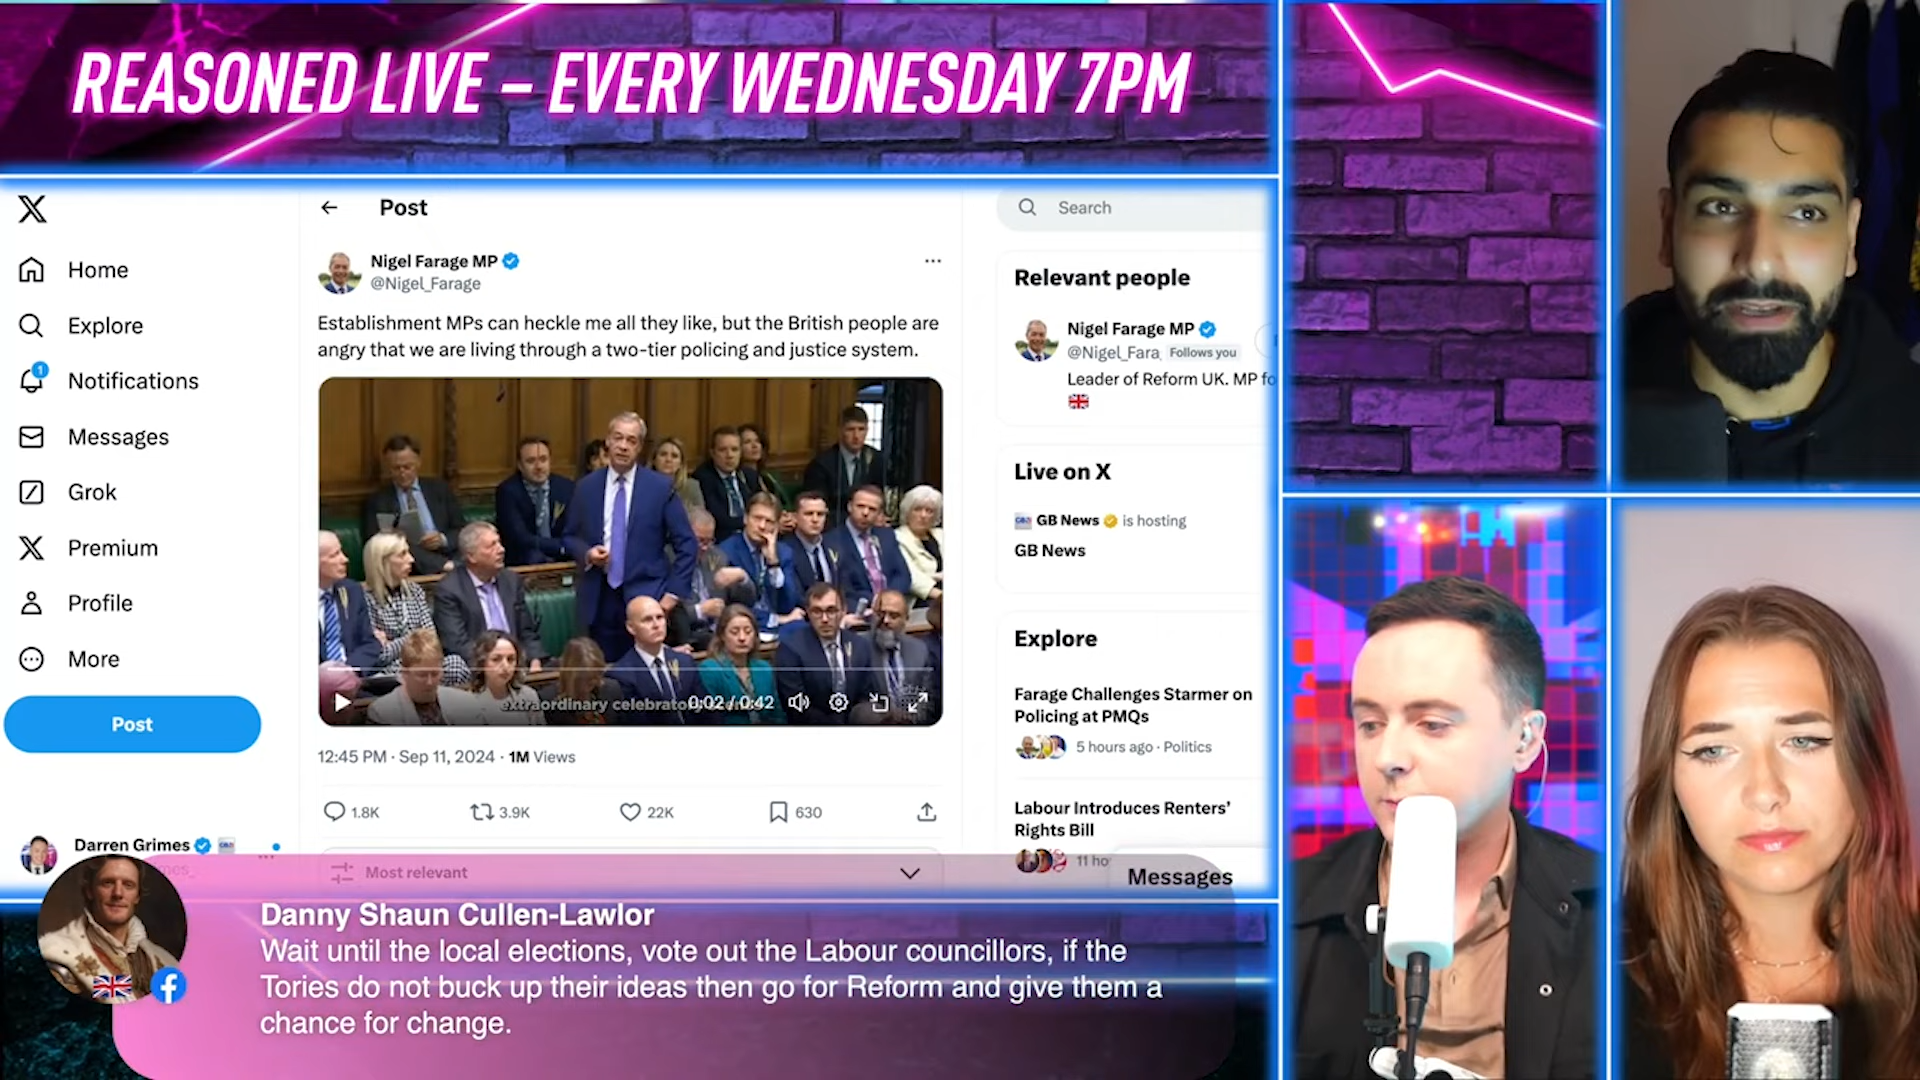 REASONED LIVE – EVERY WEDNESDAY 7PM
Home
Explore
1
Notifications
Messages
Grok
Premium
Profile
More
Post
Darren Grimes
Post
Nigel Farage MP
@Nigel_Farage
Establishment MPs can heckle me all they like, but the British people are
angry that we are living through a two-tier policing and justice system.
extraordinary
0:02 / 0:42
12:45 PM · Sep 11, 2024 · 1M Views
1.8K 3.9K 22K 630
Most relevant
Search
Relevant people
Nigel Farage MP
@Nigel_Fara Follows you
Leader of Reform UK. MP fo
Live on X
GB News is hosting
GB News
Explore
Farage Challenges Starmer on
Policing at PMQs
5 hours ago · Politics
Labour Introduces Renters'
Rights Bill
11 ho
Messages
Danny Shaun Cullen-Lawlor
Wait until the local elections, vote out the Labour councillors, if the
Tories do not buck up their ideas then go for Reform and give them a
chance for change.